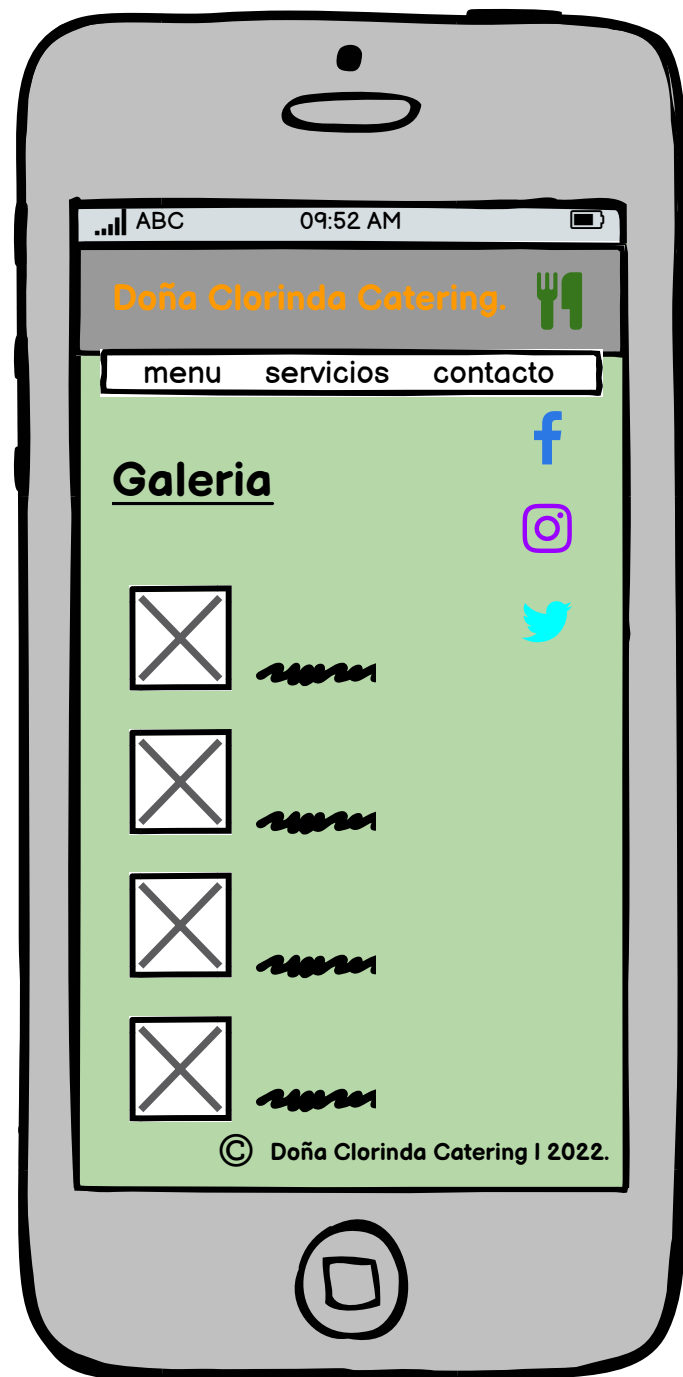 ABC 09:52 AM
Doña Clorinda Catering.
menu servicios contacto
Galeria
© Doña Clorinda Catering | 2022.